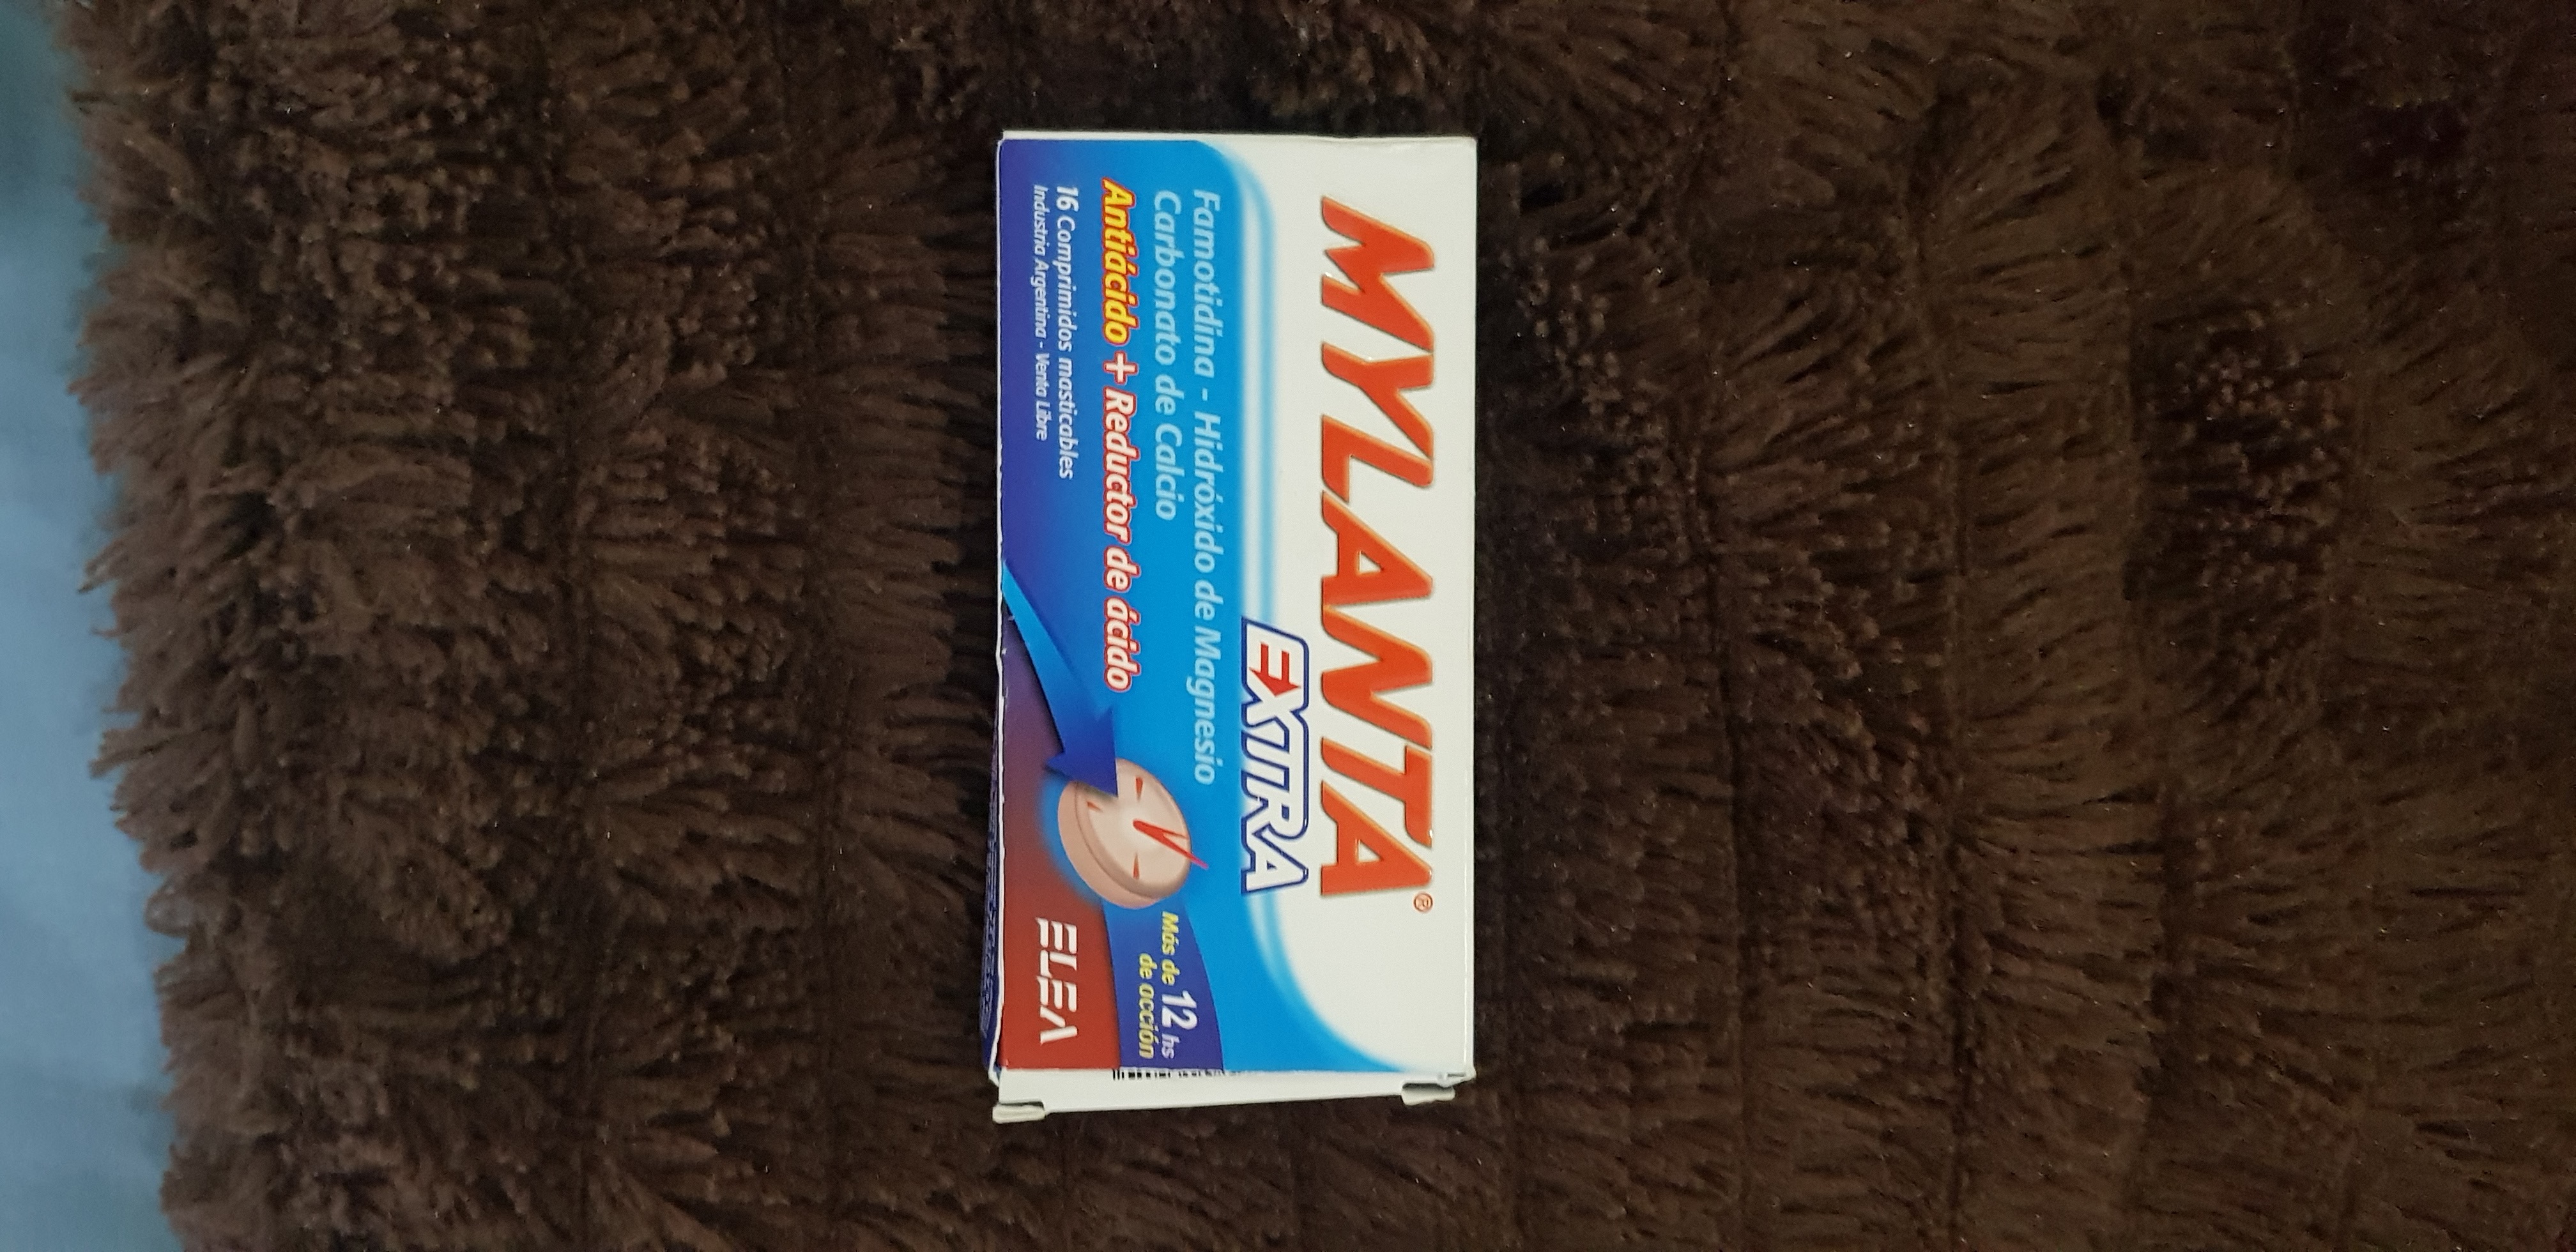 MYLANTA®
EXTRA
Famotidina - Hidróxido de Magnesio
Carbonato de Calcio
Antiácido + Reductor de ácido
16 Comprimidos masticables
Industria Argentina - Venta Libre
Más de 12 hs
de acción
ELEA